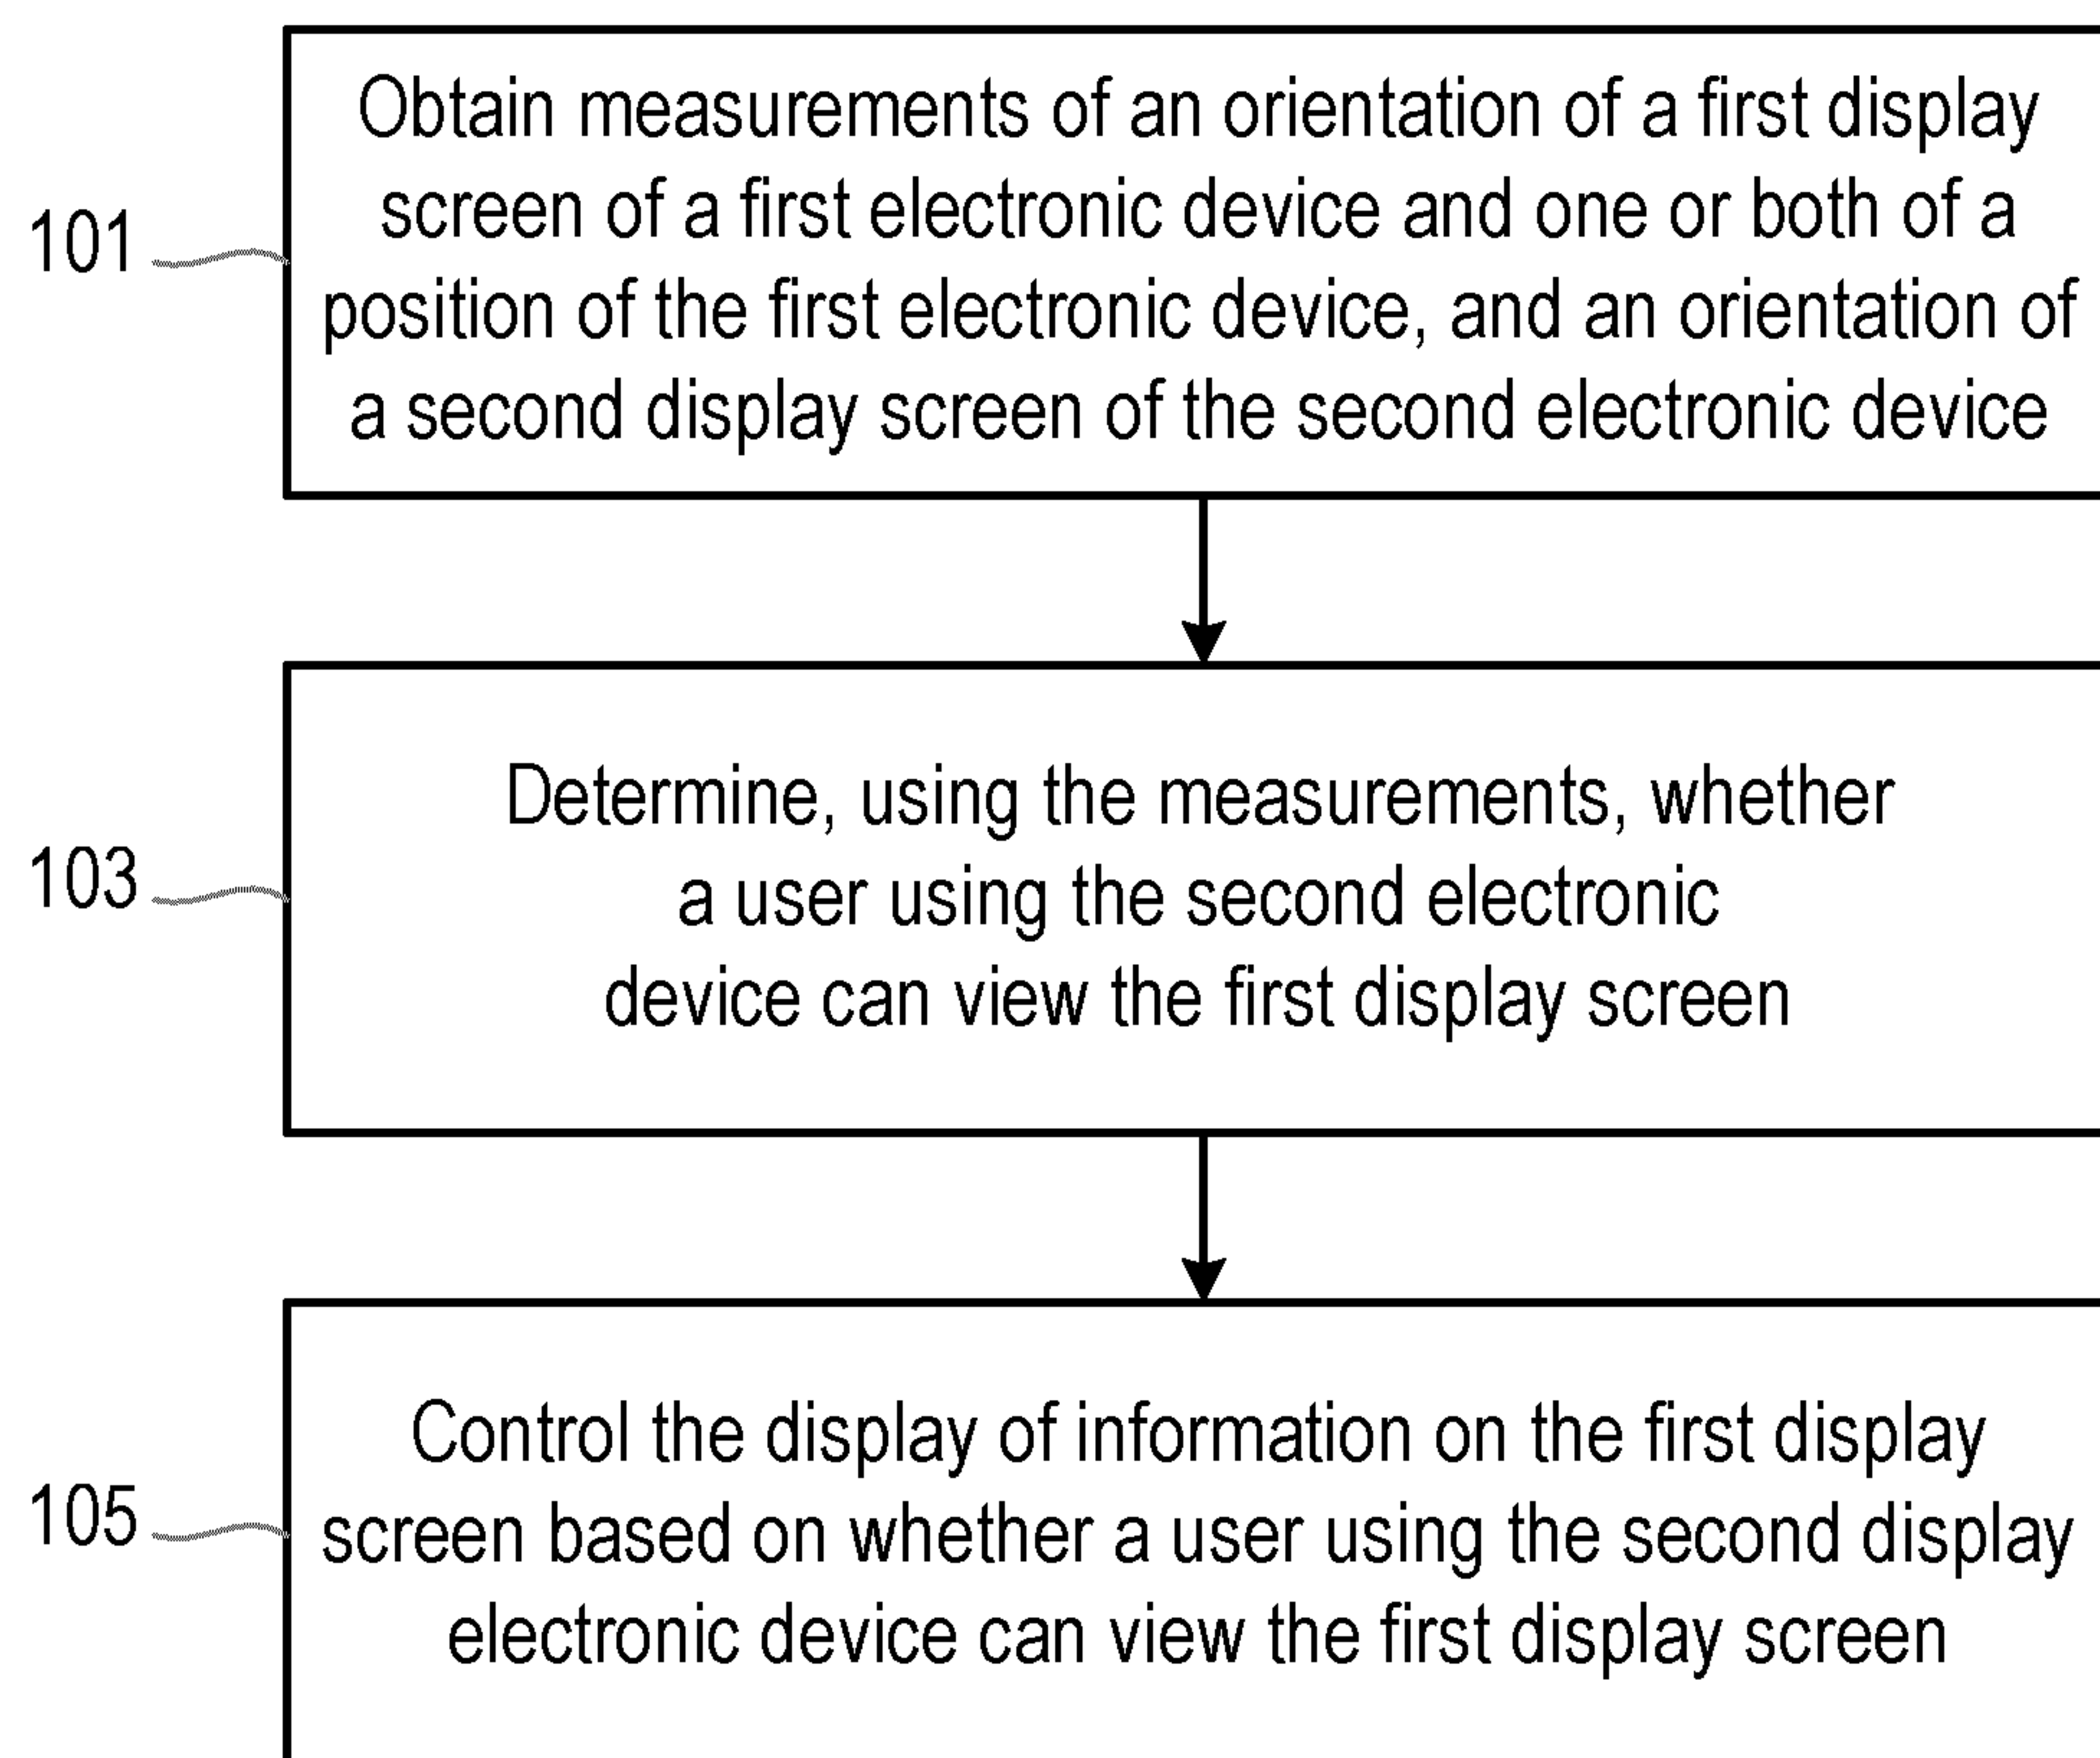 Obtain measurements of an orientation of a first display
screen of a first electronic device and one or both of a
101
position of the first electronic device, and an orientation of
a second display screen of the second electronic device
Determine, using the measurements, whether
103
a user using the second electronic
device can view the first display screen
Control the display of information on the first display
105
screen based on whether a user using the second display
electronic device can view the first display screen